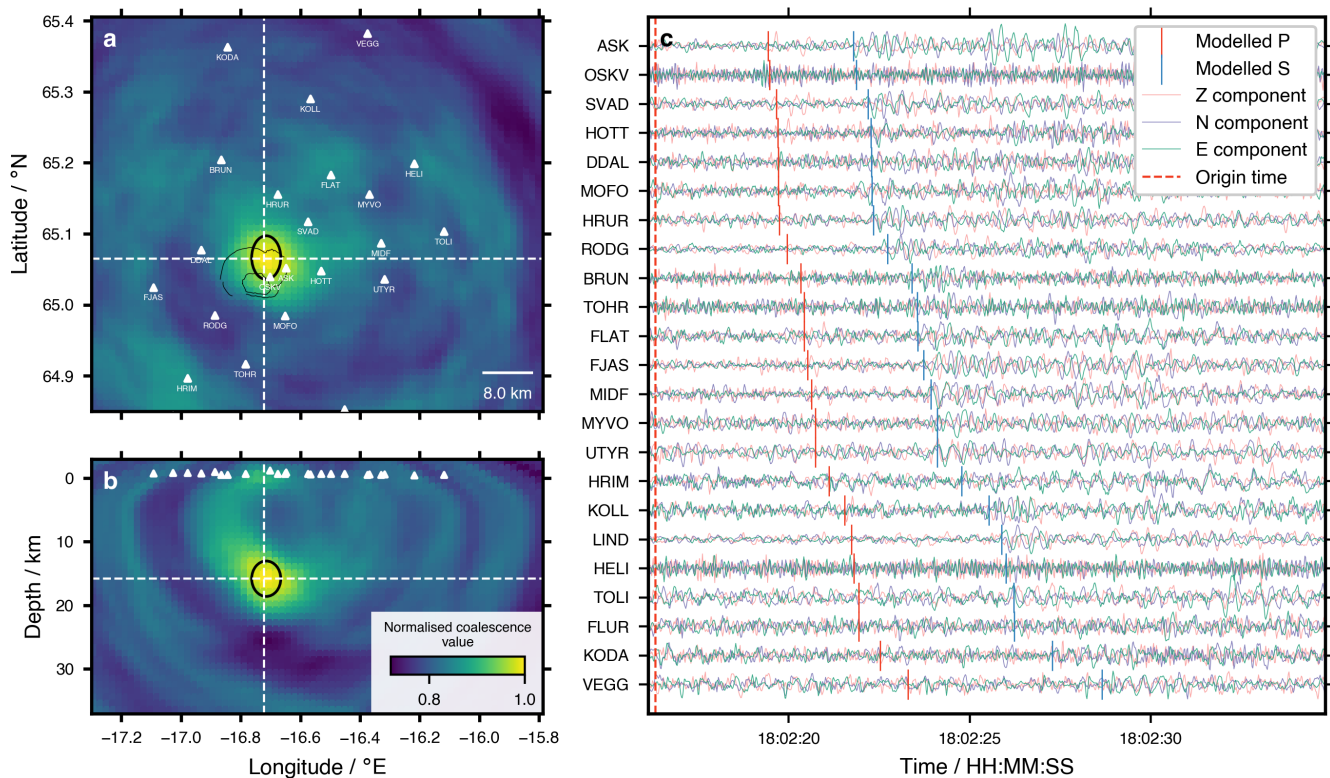 a
65.4
65.3
65.2
65.1
65.0
64.9
Latitude / °N
VEGG
KODA
KOLL
BRUN
HELI
FLAT
HRUR
MYVO
SVAD
TOLI
MIDF
DDAL
ASK
HOTT
OSKV
UTYR
FJAS
RODG
MOFO
TOHR
HRIM
8.0 km
b
0
10
20
30
Depth / km
Normalised coalescence
value
0.8
1.0
−17.2
−17.0
−16.8
−16.6
−16.4
−16.2
−16.0
−15.8
Longitude / °E
c
ASK
OSKV
SVAD
HOTT
DDAL
MOFO
HRUR
RODG
BRUN
TOHR
FLAT
FJAS
MIDF
MYVO
UTYR
HRIM
KOLL
LIND
HELI
TOLI
FLUR
KODA
VEGG
Modelled P
Modelled S
Z component
N component
E component
Origin time
18:02:20
18:02:25
18:02:30
Time / HH:MM:SS